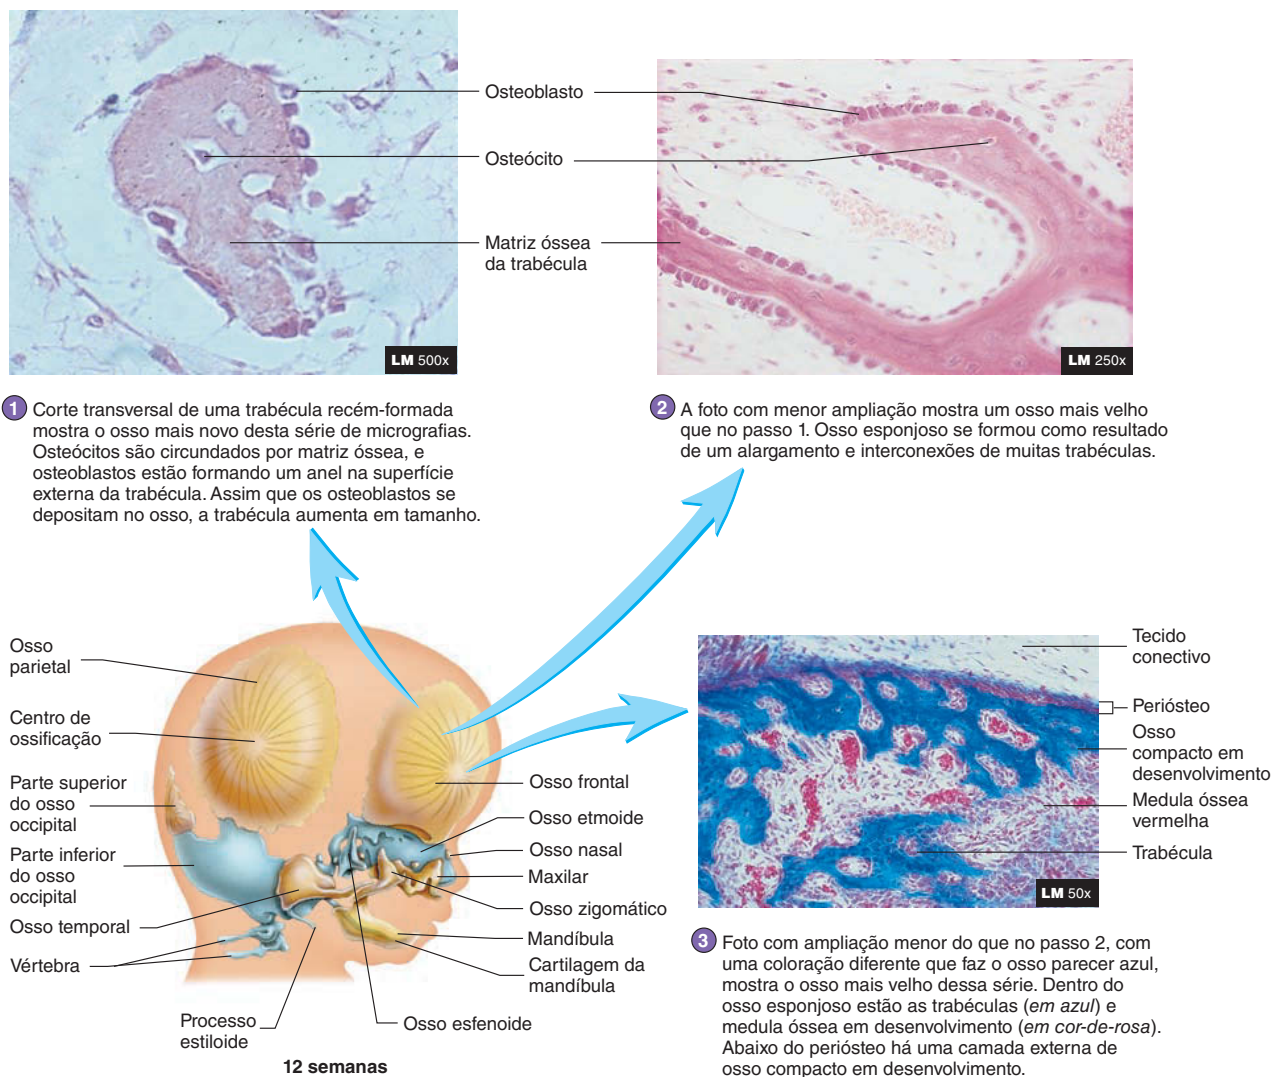 Osteoblasto
Osteócito
Matriz óssea
da trabécula
LM 500x
LM 250x
1 Corte transversal de uma trabécula recém-formada
mostra o osso mais novo desta série de micrografias.
Osteócitos são circundados por matriz óssea, e
osteoblastos estão formando um anel na superfície
externa da trabécula. Assim que os osteoblastos se
depositam no osso, a trabécula aumenta em tamanho.
2 A foto com menor ampliação mostra um osso mais velho
que no passo 1. Osso esponjoso se formou como resultado
de um alargamento e interconexões de muitas trabéculas.
Osso
parietal
Centro de
ossificação
Parte superior
do osso
occipital
Parte inferior
do osso
occipital
Osso temporal
Vértebra
Processo
estiloide
Osso esfenoide
Osso frontal
Osso etmoide
Osso nasal
Maxilar
Osso zigomático
Mandíbula
Cartilagem da
mandíbula
12 semanas
Tecido
conectivo
Periósteo
Osso
compacto em
desenvolvimento
Medula óssea
vermelha
Trabécula
LM 50x
3 Foto com ampliação menor do que no passo 2, com
uma coloração diferente que faz o osso parecer azul,
mostra o osso mais velho dessa série. Dentro do
osso esponjoso estão as trabéculas (em azul) e
medula óssea em desenvolvimento (em cor-de-rosa).
Abaixo do periósteo há uma camada externa de
osso compacto em desenvolvimento.